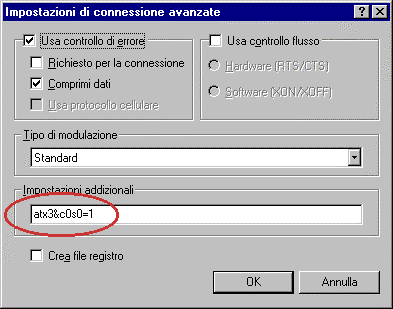 Impostazioni di connessione avanzate
Usa controllo di errore
Richiesto per la connessione
Comprimi dati
Usa protocollo cellulare
Usa controllo flusso
Hardware (RTS/CTS)
Software (XON/XOFF)
Tipo di modulazione
Standard
Impostazioni addizionali
atx3&c0s0=1
Crea file registro
OK
Annulla